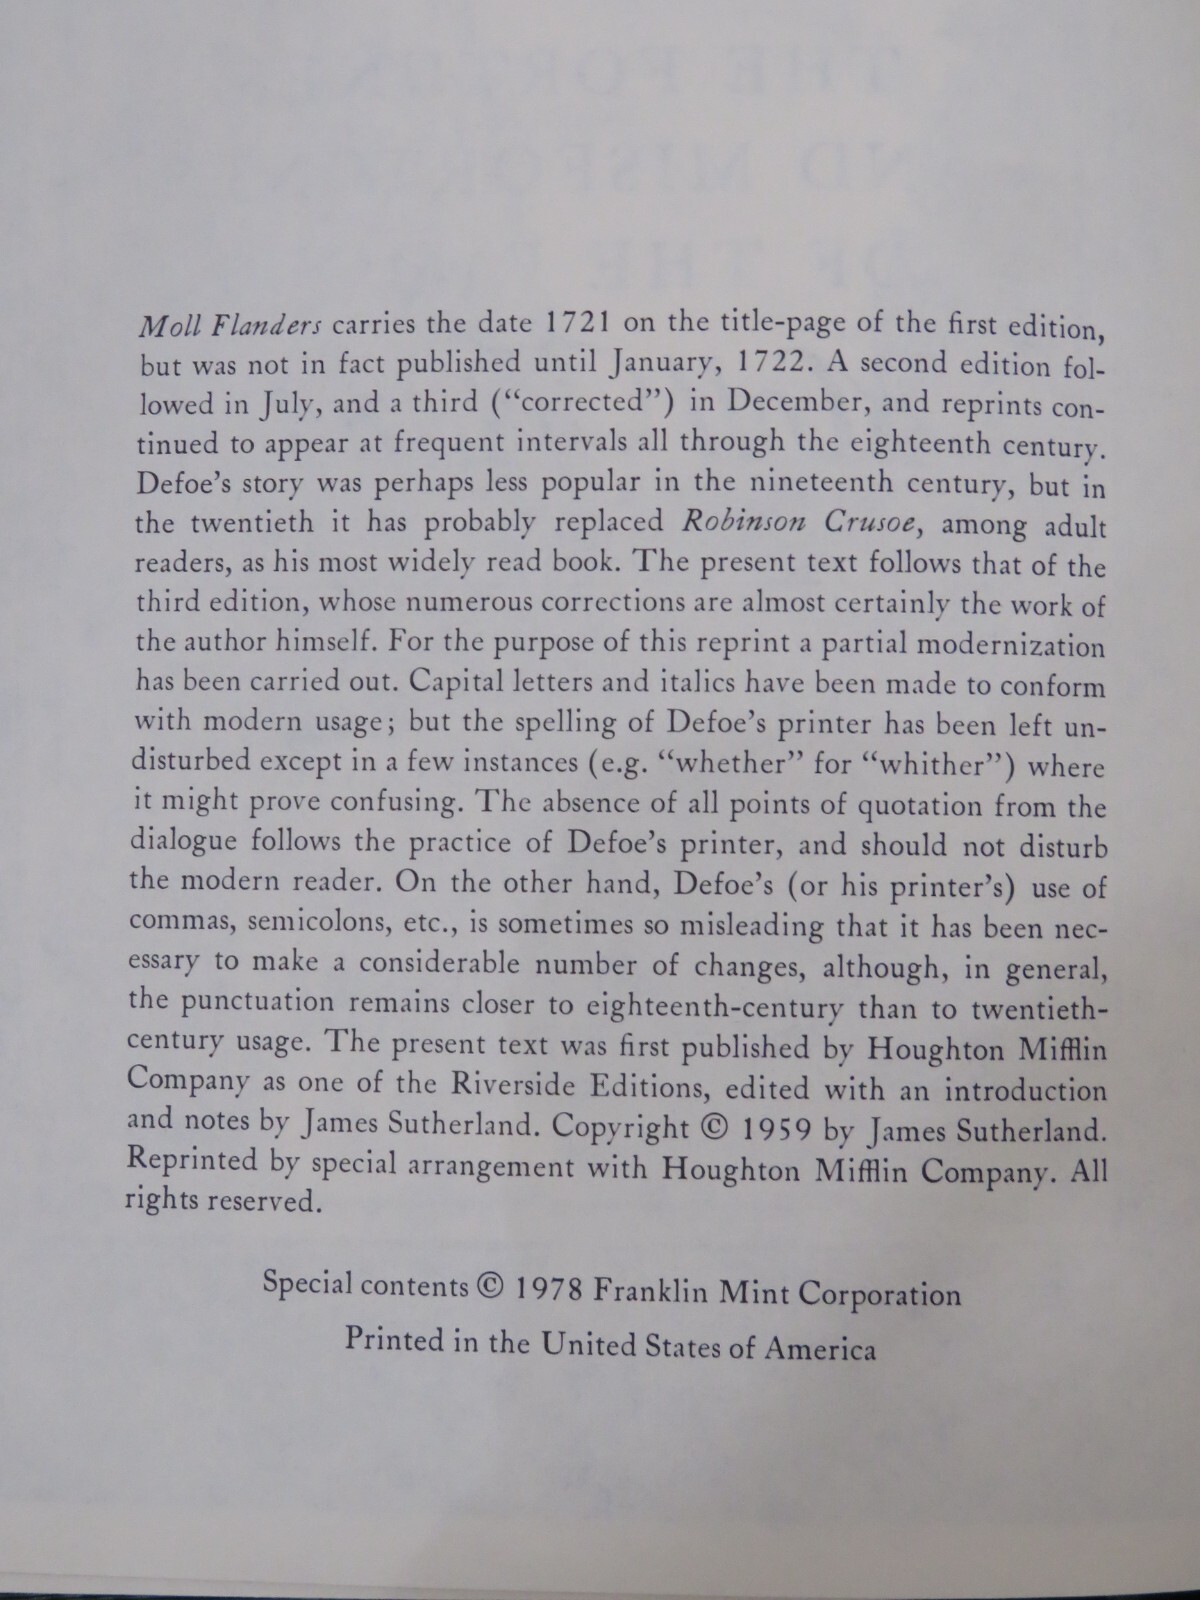 Moll Flanders carries the date 1721 on the title-page of the first edition,
but was not in fact published until January, 1722. A second edition fol-
lowed in July, and a third (“corrected”) in December, and reprints con-
tinued to appear at frequent intervals all through the eighteenth century.
Defoe’s story was perhaps less popular in the nineteenth century, but in
the twentieth it has probably replaced Robinson Crusoe, among adult
readers, as his most widely read book. The present text follows that of the
third edition, whose numerous corrections are almost certainly the work of
the author himself. For the purpose of this reprint a partial modernization
has been carried out. Capital letters and italics have been made to conform
with modern usage; but the spelling of Defoe’s printer has been left un-
disturbed except in a few instances (e.g. “whether” for “whither”) where
it might prove confusing. The absence of all points of quotation from the
dialogue follows the practice of Defoe’s printer, and should not disturb
the modern reader. On the other hand, Defoe’s (or his printer’s) use of
commas, semicolons, etc., is sometimes so misleading that it has been nec-
essary to make a considerable number of changes, although, in general,
the punctuation remains closer to eighteenth-century than to twentieth-
century usage. The present text was first published by Houghton Mifflin
Company as one of the Riverside Editions, edited with an introduction
and notes by James Sutherland. Copyright © 1959 by James Sutherland.
Reprinted by special arrangement with Houghton Mifflin Company. All
rights reserved.
Special contents © 1978 Franklin Mint Corporation
Printed in the United States of America